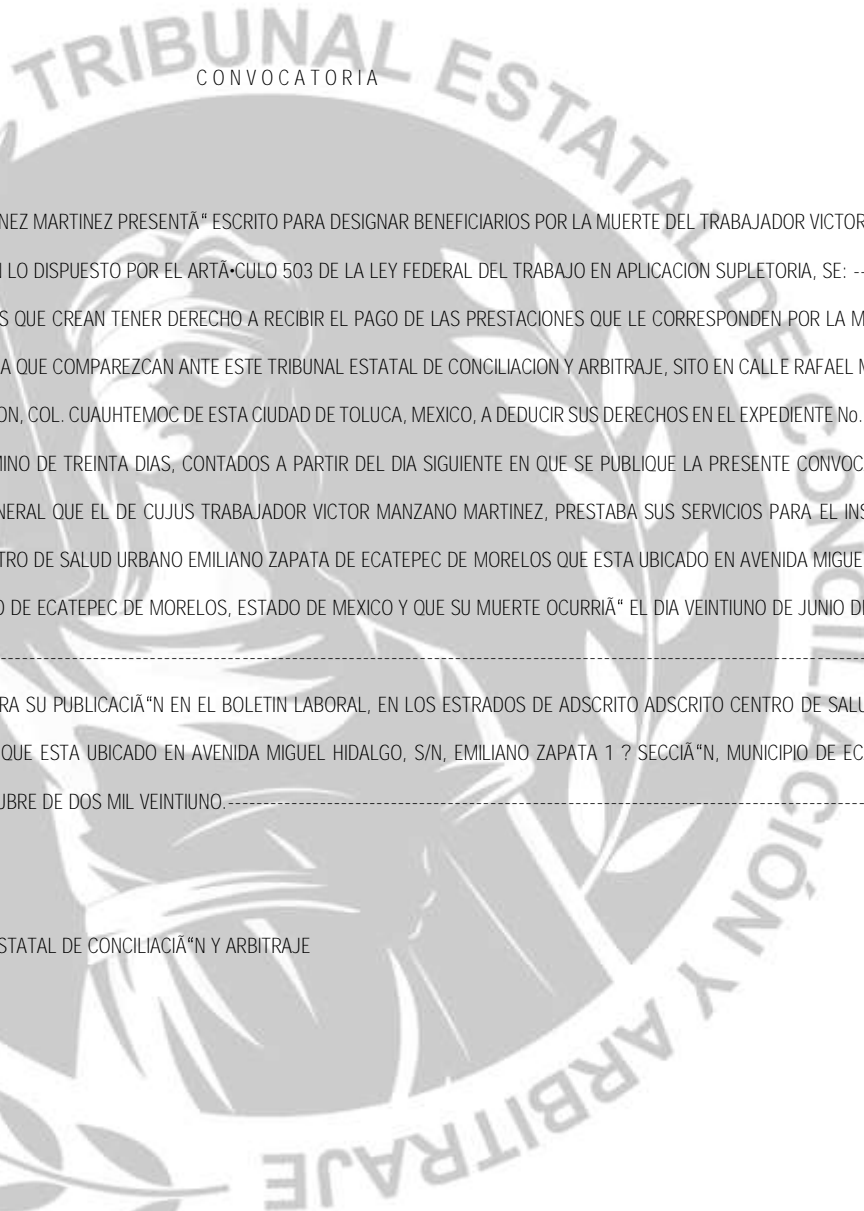 TRIBUNAL ESTATAL DE CONCILIACIÓN Y ARBITRAJE
CONVOCATORIA
NEZ MARTINEZ PRESENTÃ“ ESCRITO PARA DESIGNAR BENEFICIARIOS POR LA MUERTE DEL TRABAJADOR VICTOR
LO DISPUESTO POR EL ARTÃ•CULO 503 DE LA LEY FEDERAL DEL TRABAJO EN APLICACION SUPLETORIA, SE: --
S QUE CREAN TENER DERECHO A RECIBIR EL PAGO DE LAS PRESTACIONES QUE LE CORRESPONDEN POR LA M
A QUE COMPAREZCAN ANTE ESTE TRIBUNAL ESTATAL DE CONCILIACION Y ARBITRAJE, SITO EN CALLE RAFAEL M
ON, COL. CUAUHTEMOC DE ESTA CIUDAD DE TOLUCA, MEXICO, A DEDUCIR SUS DERECHOS EN EL EXPEDIENTE No.
MINO DE TREINTA DIAS, CONTADOS A PARTIR DEL DIA SIGUIENTE EN QUE SE PUBLIQUE LA PRESENTE CONVOC
NERAL QUE EL DE CUJUS TRABAJADOR VICTOR MANZANO MARTINEZ, PRESTABA SUS SERVICIOS PARA EL INS
TRO DE SALUD URBANO EMILIANO ZAPATA DE ECATEPEC DE MORELOS QUE ESTA UBICADO EN AVENIDA MIGUE
O DE ECATEPEC DE MORELOS, ESTADO DE MEXICO Y QUE SU MUERTE OCURRIÃ“ EL DIA VEINTIUNO DE JUNIO D
RA SU PUBLICACIÃ“N EN EL BOLETIN LABORAL, EN LOS ESTRADOS DE ADSCRITO ADSCRITO CENTRO DE SALU
QUE ESTA UBICADO EN AVENIDA MIGUEL HIDALGO, S/N, EMILIANO ZAPATA 1 ? SECCIÃ“N, MUNICIPIO DE EC
UBRE DE DOS MIL VEINTIUNO.------------------------------------------------------------
STATAL DE CONCILIACIÃ“N Y ARBITRAJE